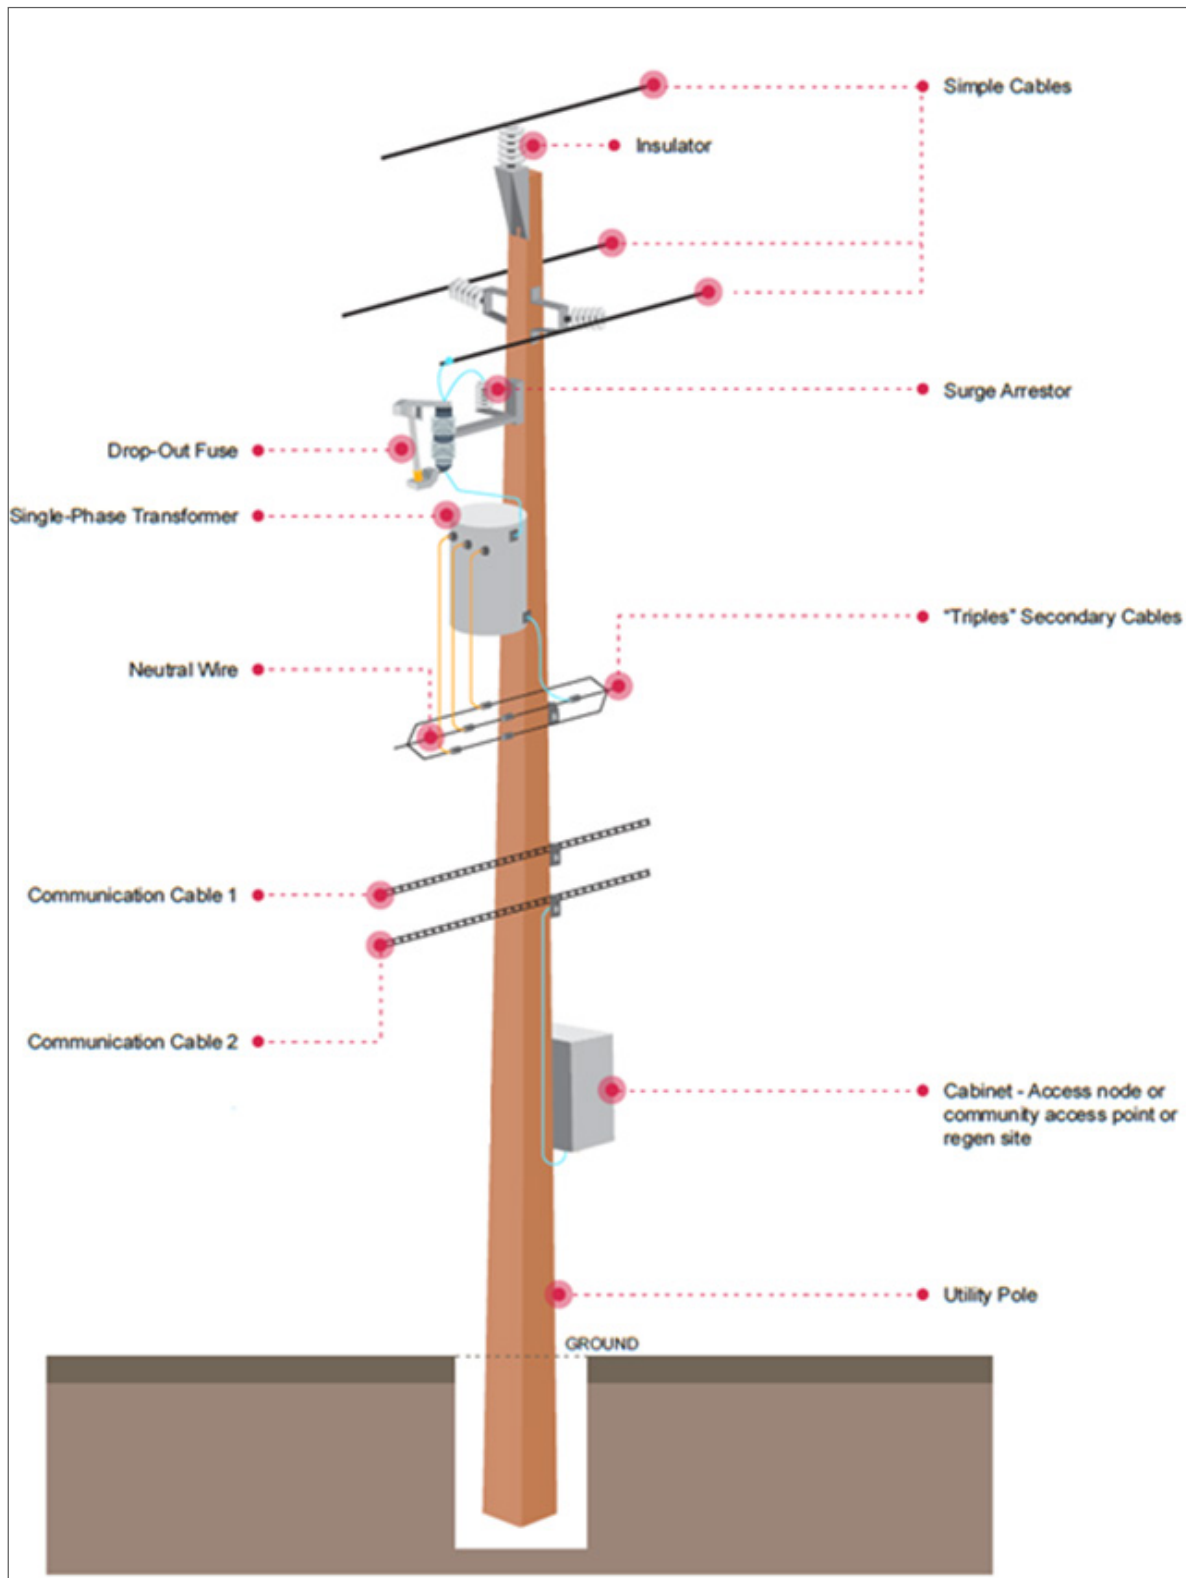 Simple Cables
Insulator
Surge Arrestor
Drop-Out Fuse
Single-Phase Transformer
"Triples" Secondary Cables
Neutral Wire
Communication Cable 1
Communication Cable 2
Cabinet - Access node or
community access point or
regen site
Utility Pole
GROUND